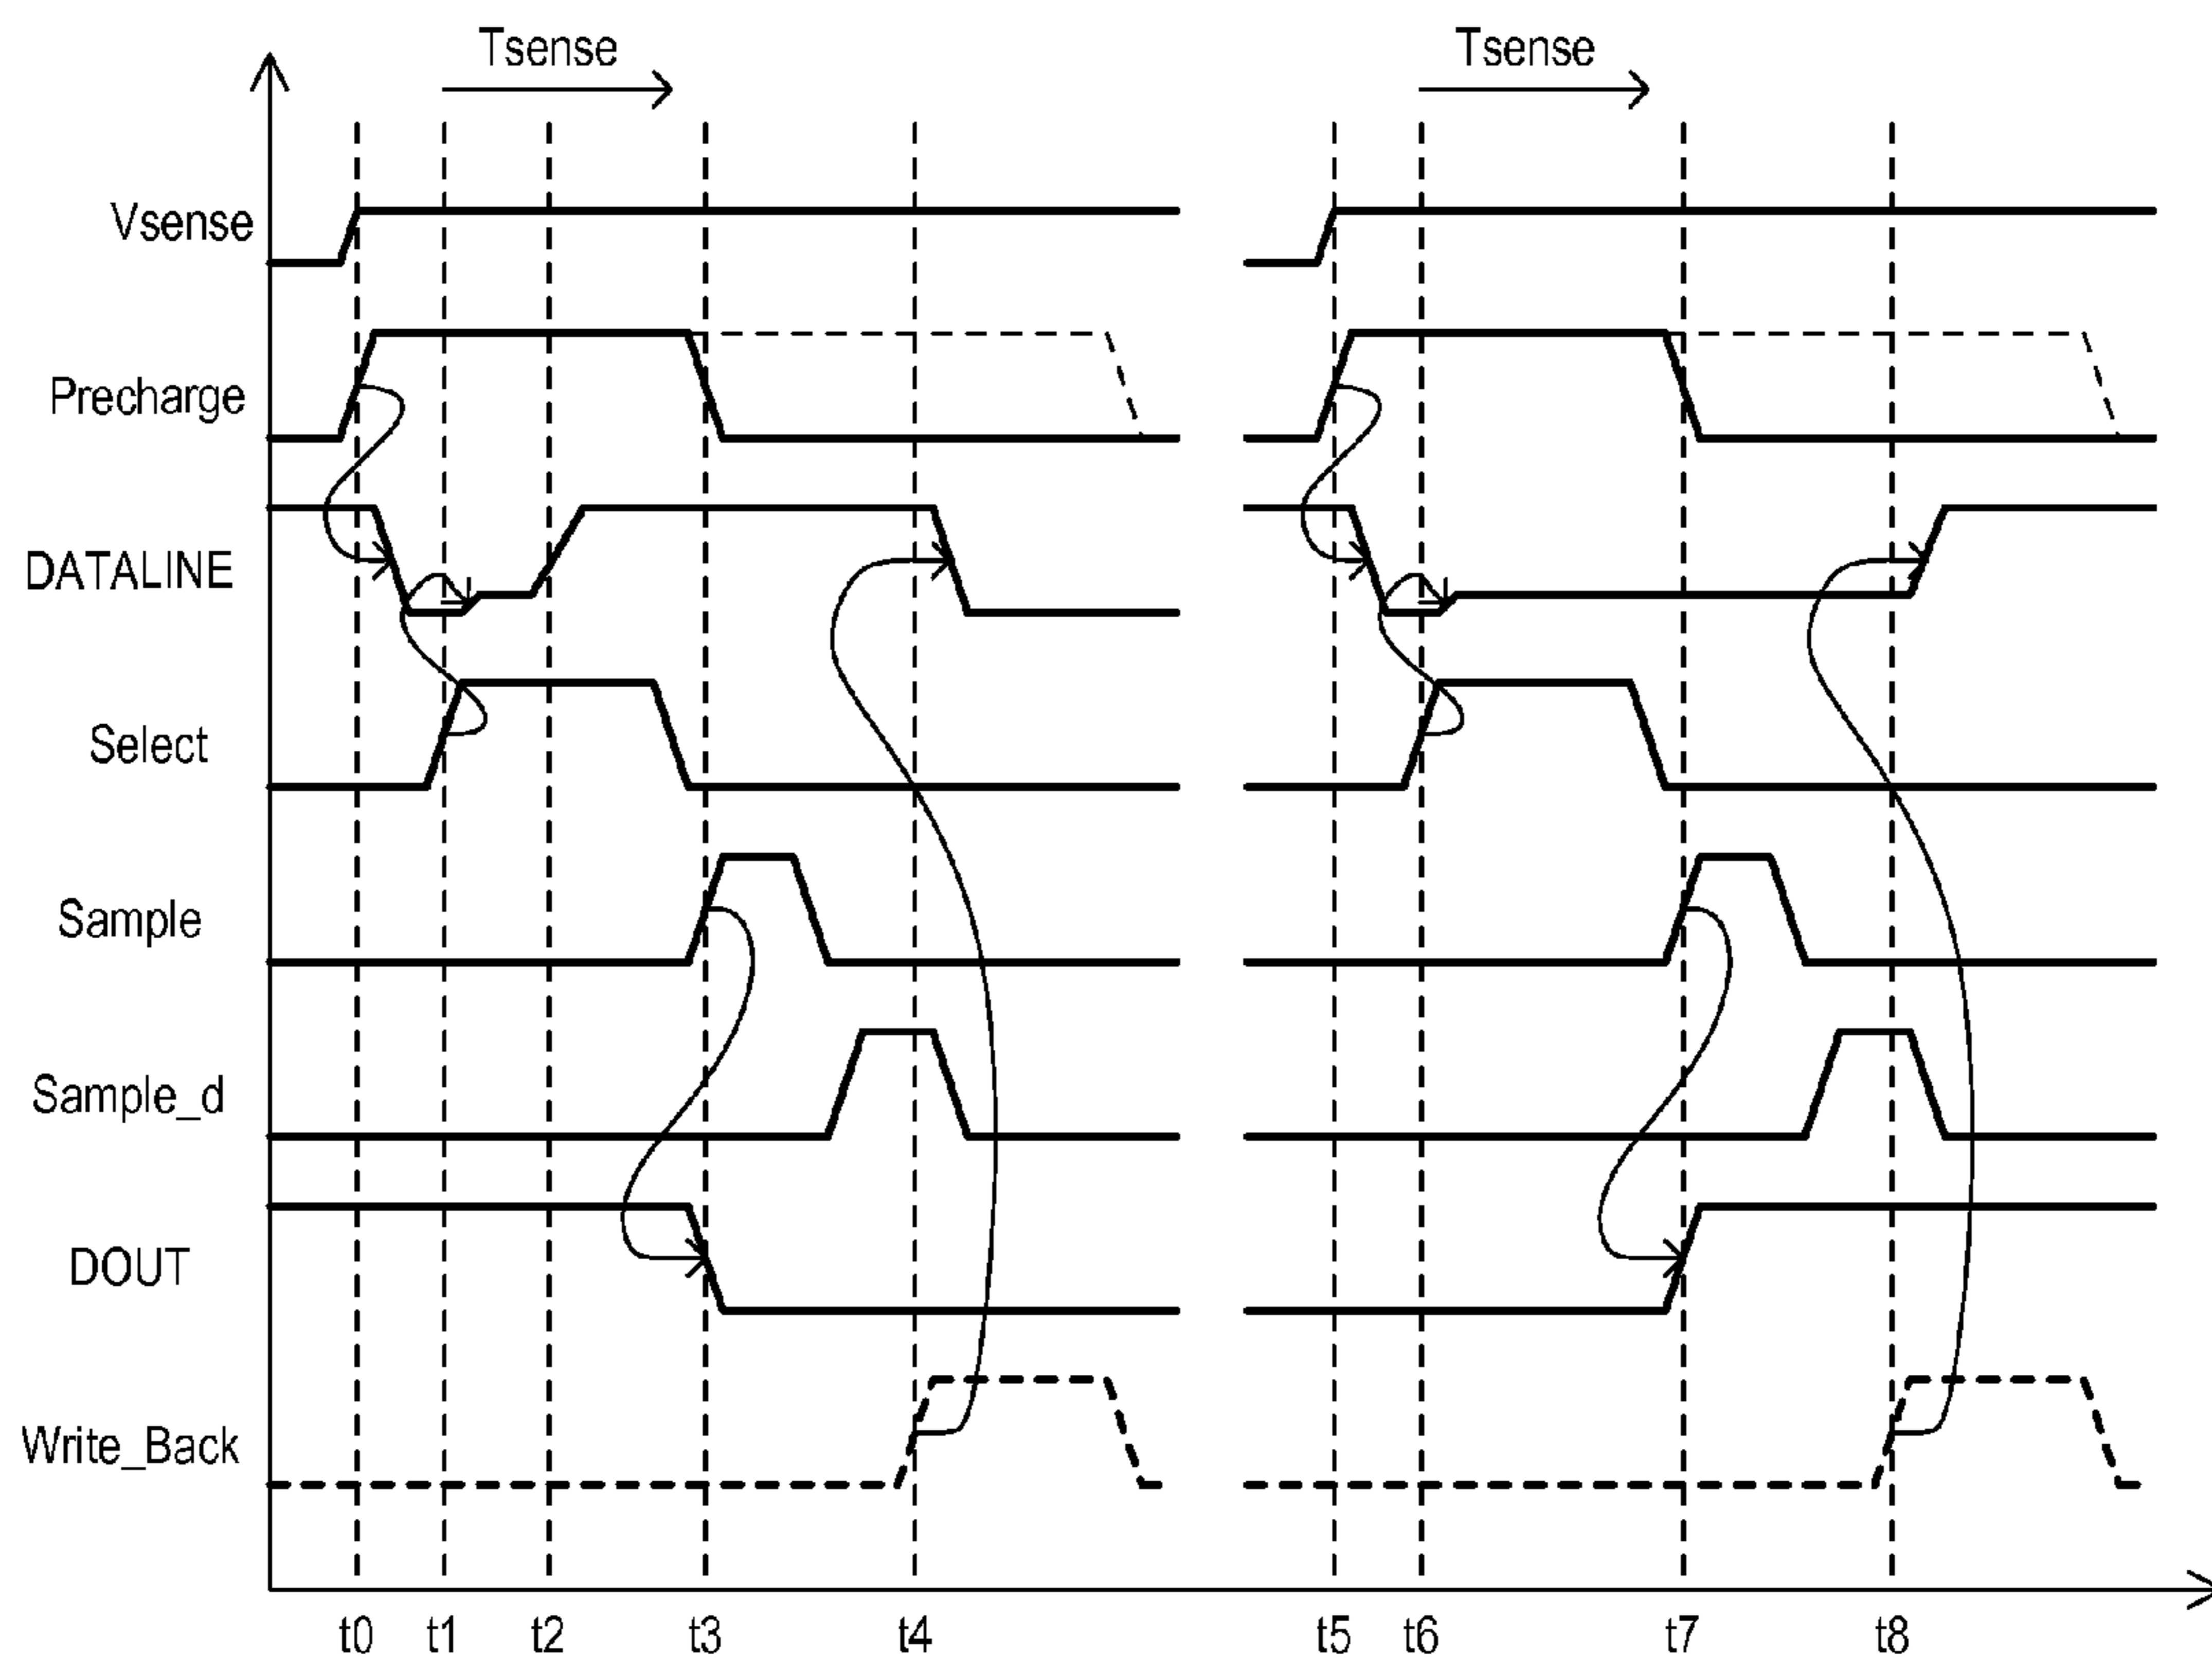 Tsense Tsense
Vsense
Precharge
DATALINE
Select
Sample
Sample_d
DOUT
Write_Back
t0 t1 t2 t3 t4 t5 t6 t7 t8